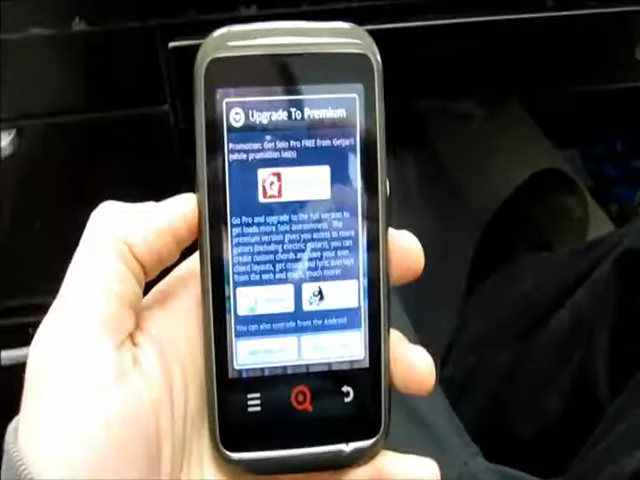 Upgrade To Premium
Promotion: Get Solo Pro FREE from GetJar!
(while promotion lasts)
Go Pro and upgrade to the full version to
get loads more Solo awesomeness. The
premium version gives you access to more
guitars (including electric guitars), you can
create custom chords and save your own
chord layouts, get music and lyric overlays
from the web and much, much more!
You can also upgrade from the Android